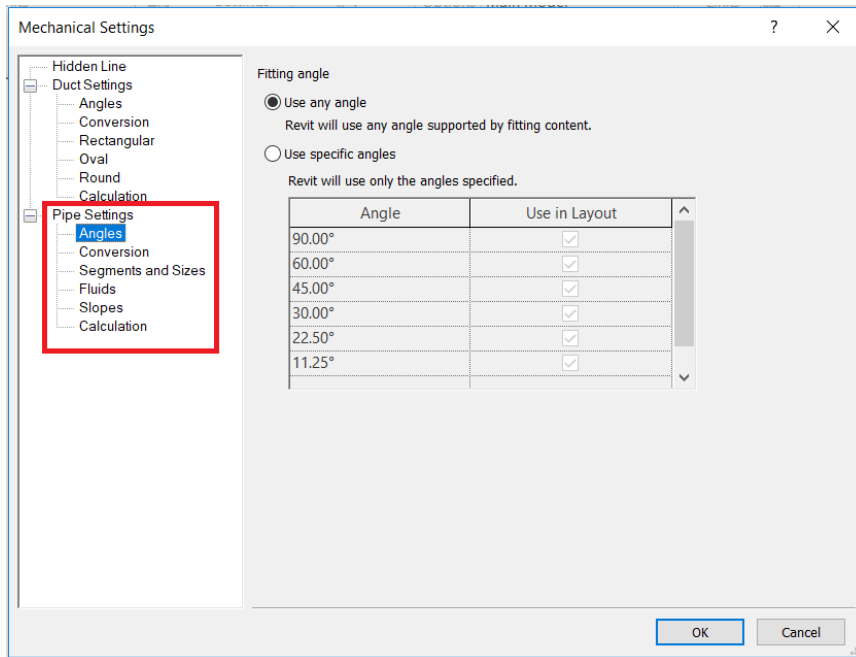 Mechanical Settings ? ×
Hidden Line
Duct Settings
Angles
Conversion
Rectangular
Oval
Round
Calculation
Pipe Settings
Angles
Conversion
Segments and Sizes
Fluids
Slopes
Calculation
Fitting angle
Use any angle
Revit will use any angle supported by fitting content.
Use specific angles
Revit will use only the angles specified.
Angle Use in Layout
90.00°
60.00°
45.00°
30.00°
22.50°
11.25°
OK Cancel